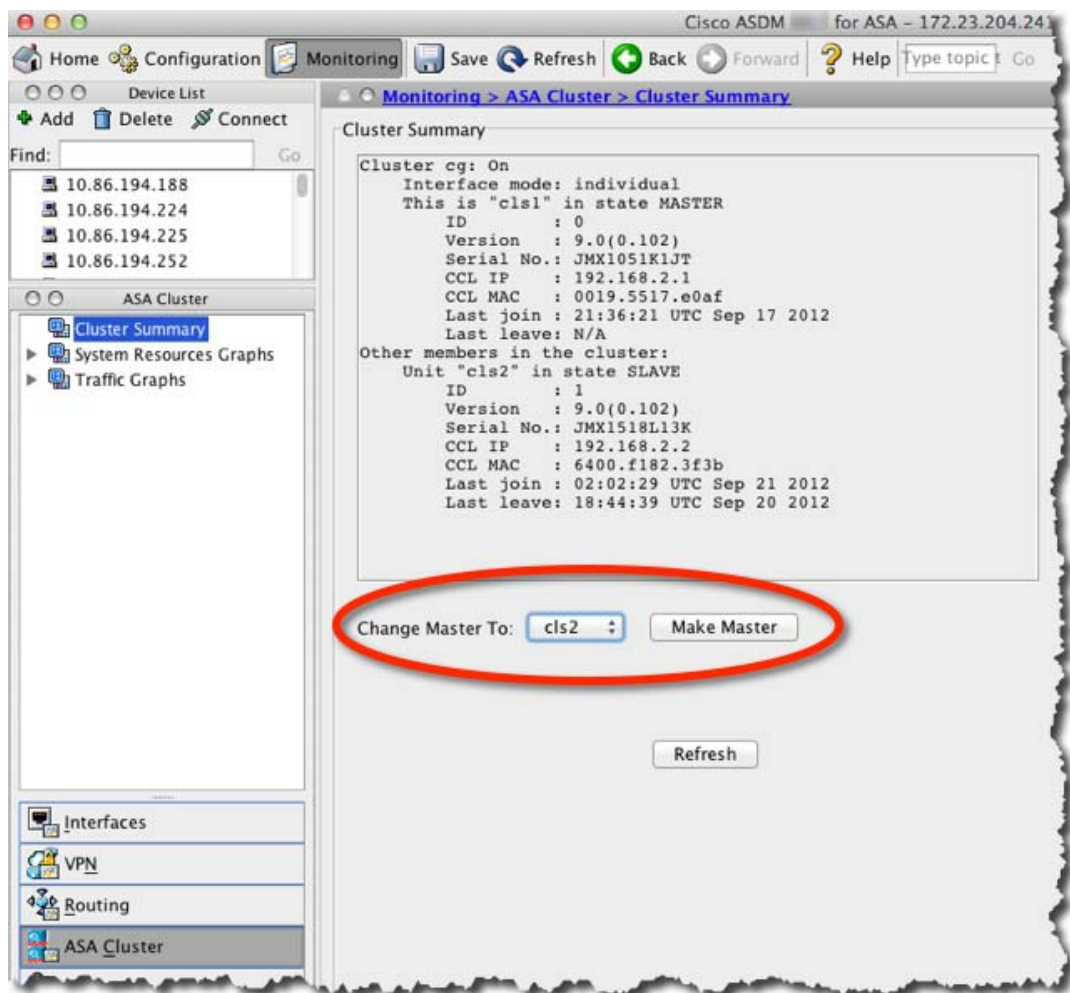 Cisco ASDM for ASA – 172.23.204.241
Home Configuration Monitoring Save Refresh Back Forward Help Type topic t Go
Device List
Add Delete Connect
Find: Go
10.86.194.188
10.86.194.224
10.86.194.225
10.86.194.252
ASA Cluster
Cluster Summary
System Resources Graphs
Traffic Graphs
Interfaces
VPN
Routing
ASA Cluster
Monitoring > ASA Cluster > Cluster Summary
Cluster Summary
Cluster cg: On
Interface mode: individual
This is "cls1" in state MASTER
ID : 0
Version : 9.0(0.102)
Serial No.: JMX1051K1JT
CCL IP : 192.168.2.1
CCL MAC : 0019.5517.e0af
Last join : 21:36:21 UTC Sep 17 2012
Last leave: N/A
Other members in the cluster:
Unit "cls2" in state SLAVE
ID : 1
Version : 9.0(0.102)
Serial No.: JMX1518L13K
CCL IP : 192.168.2.2
CCL MAC : 6400.f182.3f3b
Last join : 02:02:29 UTC Sep 21 2012
Last leave: 18:44:39 UTC Sep 20 2012
Change Master To: cls2 Make Master
Refresh